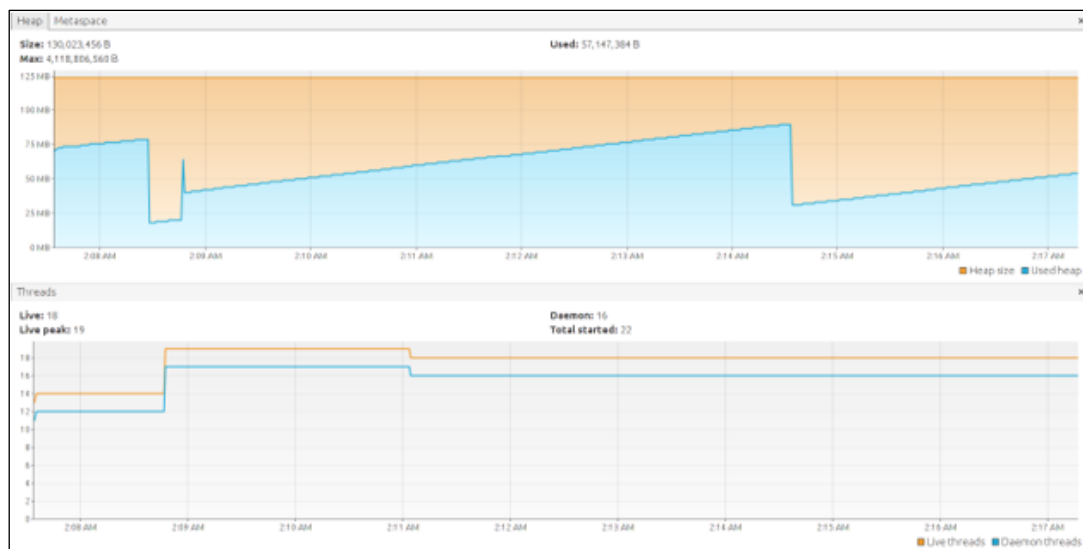 Heap Metaspace x
Size: 130,023,456 B Used: 57,147,384 B
Max: 4,118,806,560 B
125 MB
100 MB
75 MB
50 MB
25 MB
0 MB
2:08 AM 2:09 AM 2:10 AM 2:11 AM 2:12 AM 2:13 AM 2:14 AM 2:15 AM 2:16 AM 2:17 AM
Heap size Used heap
Threads x
Live: 18 Daemon: 16
Live peak: 19 Total started: 22
18
16
14
12
10
8
6
4
2
0
2:08 AM 2:09 AM 2:10 AM 2:11 AM 2:12 AM 2:13 AM 2:14 AM 2:15 AM 2:16 AM 2:17 AM
Live threads Daemon threads